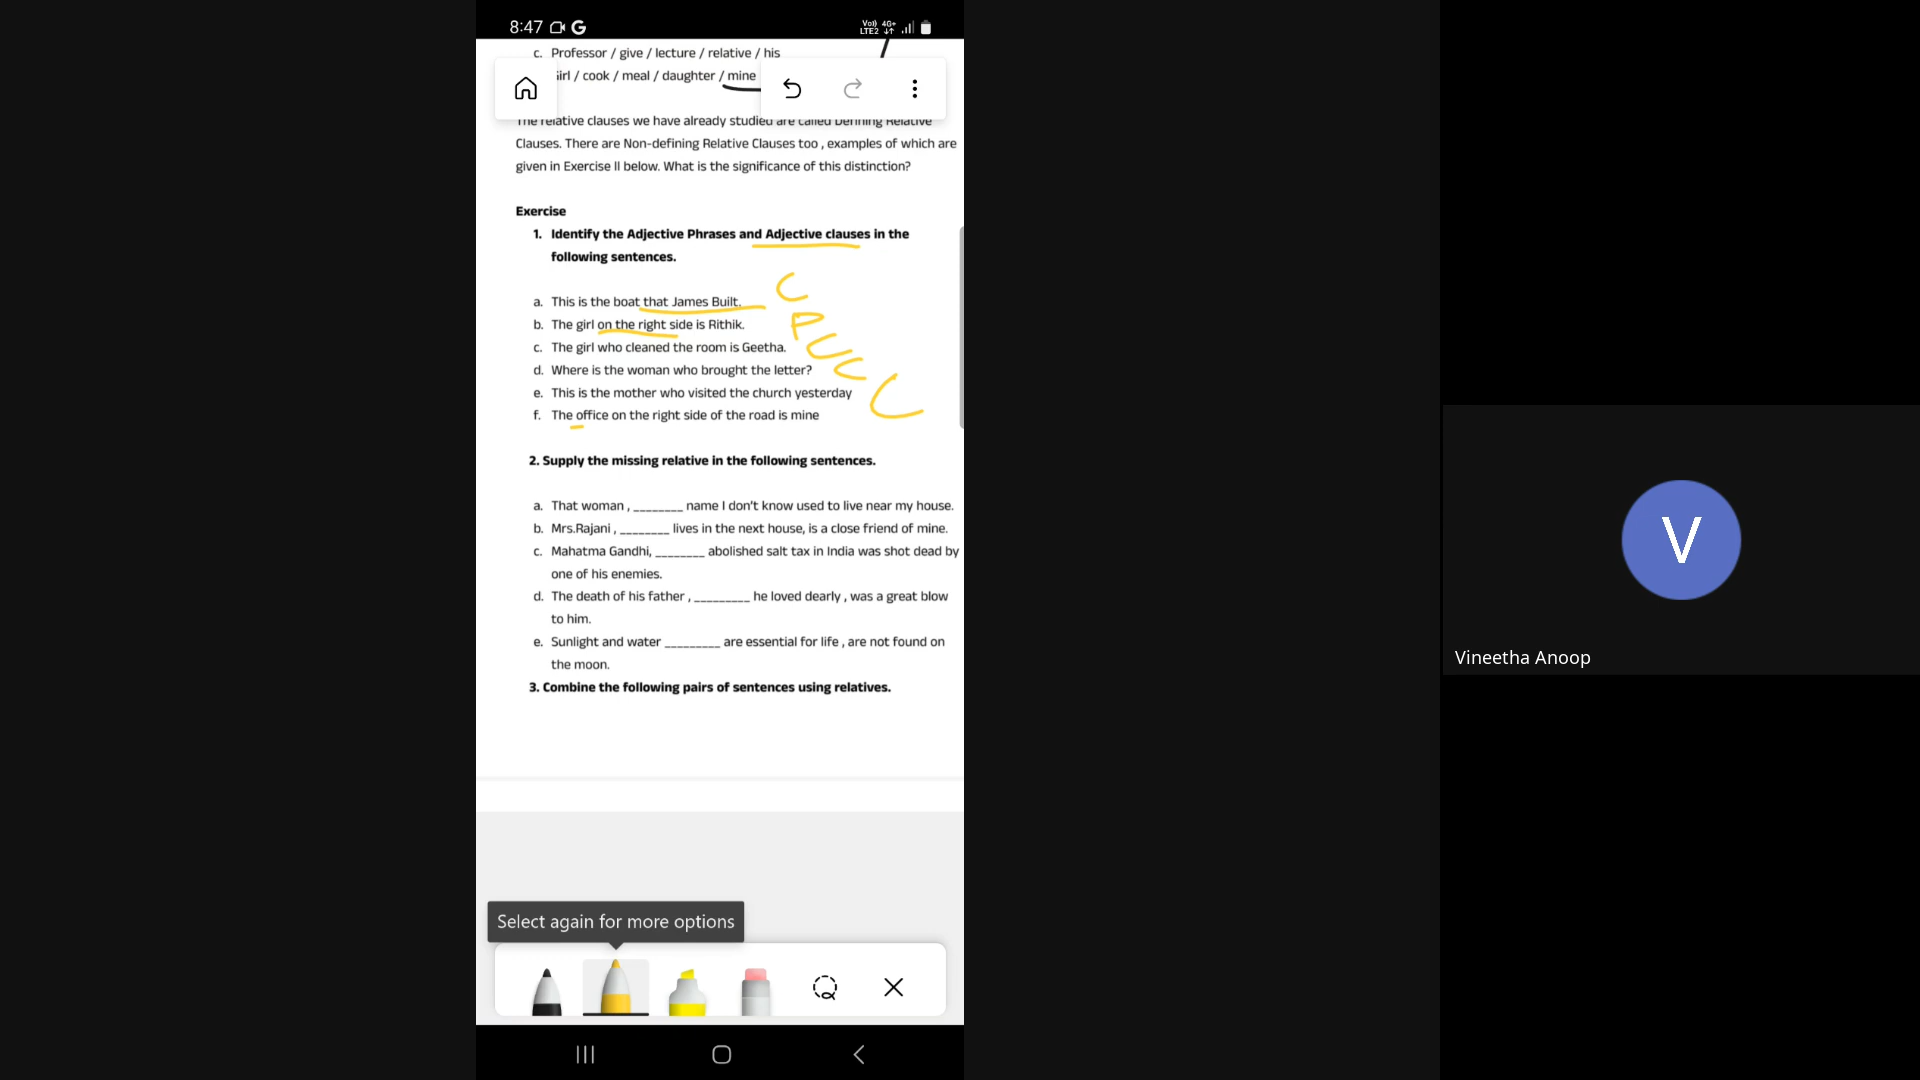 8:47 G Vo)) LTE2 4G+
c. Professor / give / lecture / relative / his
irl / cook / meal / daughter / mine
The relative clauses we have already studied are called Defining Relative
Clauses. There are Non-defining Relative Clauses too , examples of which are
given in Exercise II below. What is the significance of this distinction?
Exercise
1. Identify the Adjective Phrases and Adjective clauses in the
following sentences.
a. This is the boat that James Built. C
b. The girl on the right side is Rithik. P
c. The girl who cleaned the room is Geetha. C
d. Where is the woman who brought the letter? C
e. This is the mother who visited the church yesterday C
f. The office on the right side of the road is mine
2. Supply the missing relative in the following sentences.
a. That woman , ________ name I don't know used to live near my house.
b. Mrs.Rajani , ________ lives in the next house, is a close friend of mine.
c. Mahatma Gandhi, ________ abolished salt tax in India was shot dead by
one of his enemies.
d. The death of his father , _________ he loved dearly , was a great blow
to him.
e. Sunlight and water _________ are essential for life , are not found on
the moon.
3. Combine the following pairs of sentences using relatives.
Select again for more options
V
Vineetha Anoop